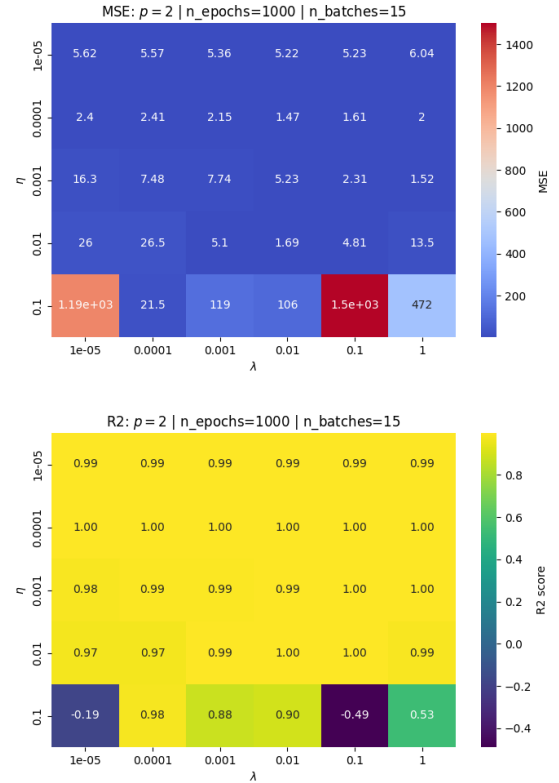 MSE: p = 2 | n_epochs=1000 | n_batches=15
1e-05 5.62 5.57 5.36 5.22 5.23 6.04
0.0001 2.4 2.41 2.15 1.47 1.61 2
0.001 16.3 7.48 7.74 5.23 2.31 1.52
0.01 26 26.5 5.1 1.69 4.81 13.5
0.1 1.19e+03 21.5 119 106 1.5e+03 472
1e-05 0.0001 0.001 0.01 0.1 1
λ
η
1400
1200
1000
800
600
400
200
MSE
R2: p = 2 | n_epochs=1000 | n_batches=15
1e-05 0.99 0.99 0.99 0.99 0.99 0.99
0.0001 1.00 1.00 1.00 1.00 1.00 1.00
0.001 0.98 0.99 0.99 0.99 1.00 1.00
0.01 0.97 0.97 0.99 1.00 1.00 0.99
0.1 -0.19 0.98 0.88 0.90 -0.49 0.53
1e-05 0.0001 0.001 0.01 0.1 1
λ
η
0.8
0.6
0.4
0.2
0.0
−0.2
−0.4
R2 score